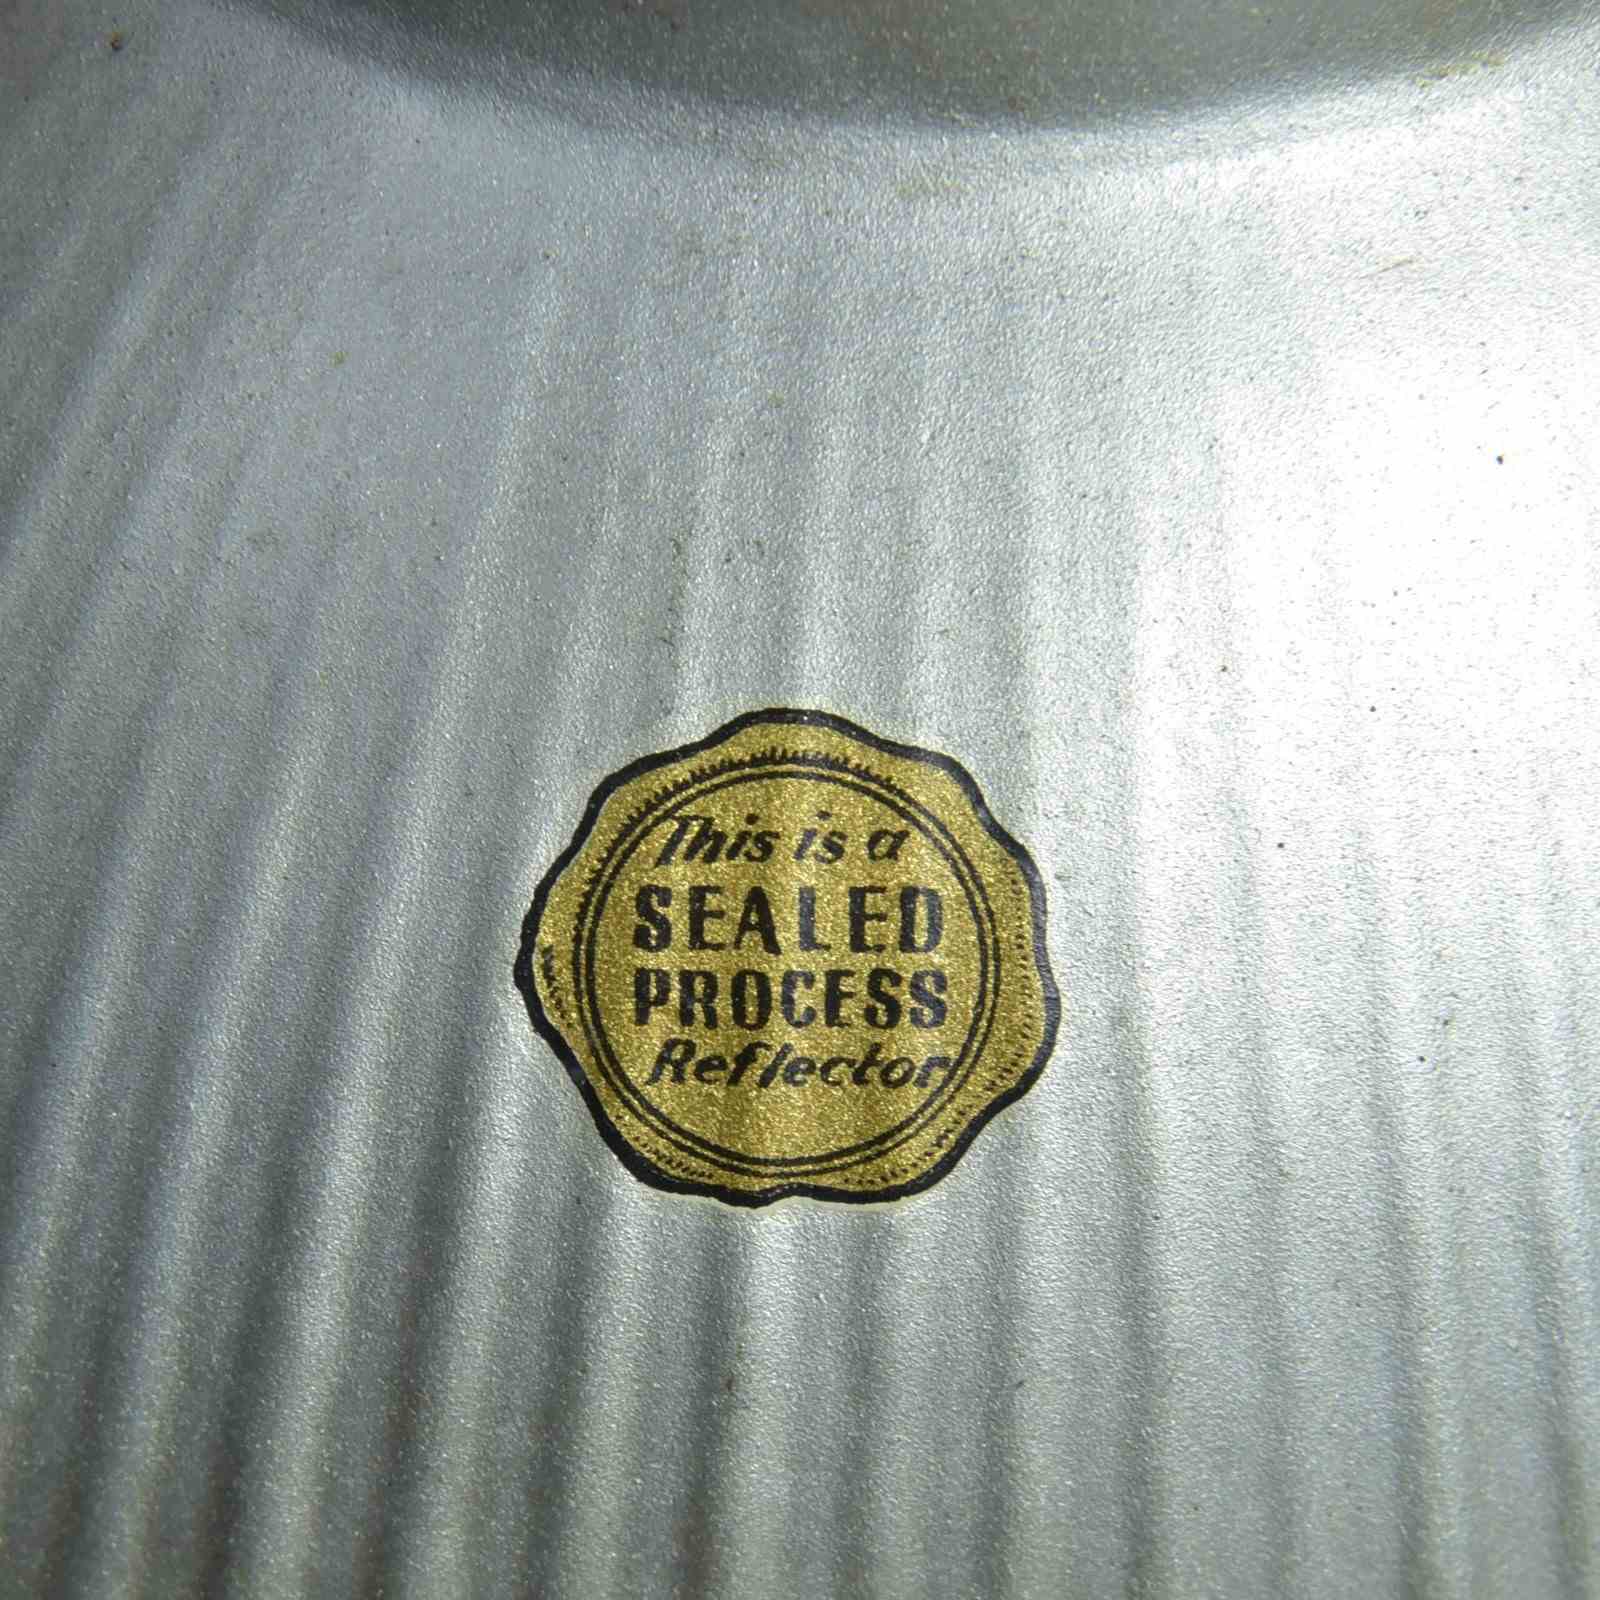 This is a
SEALED
PROCESS
Reflector